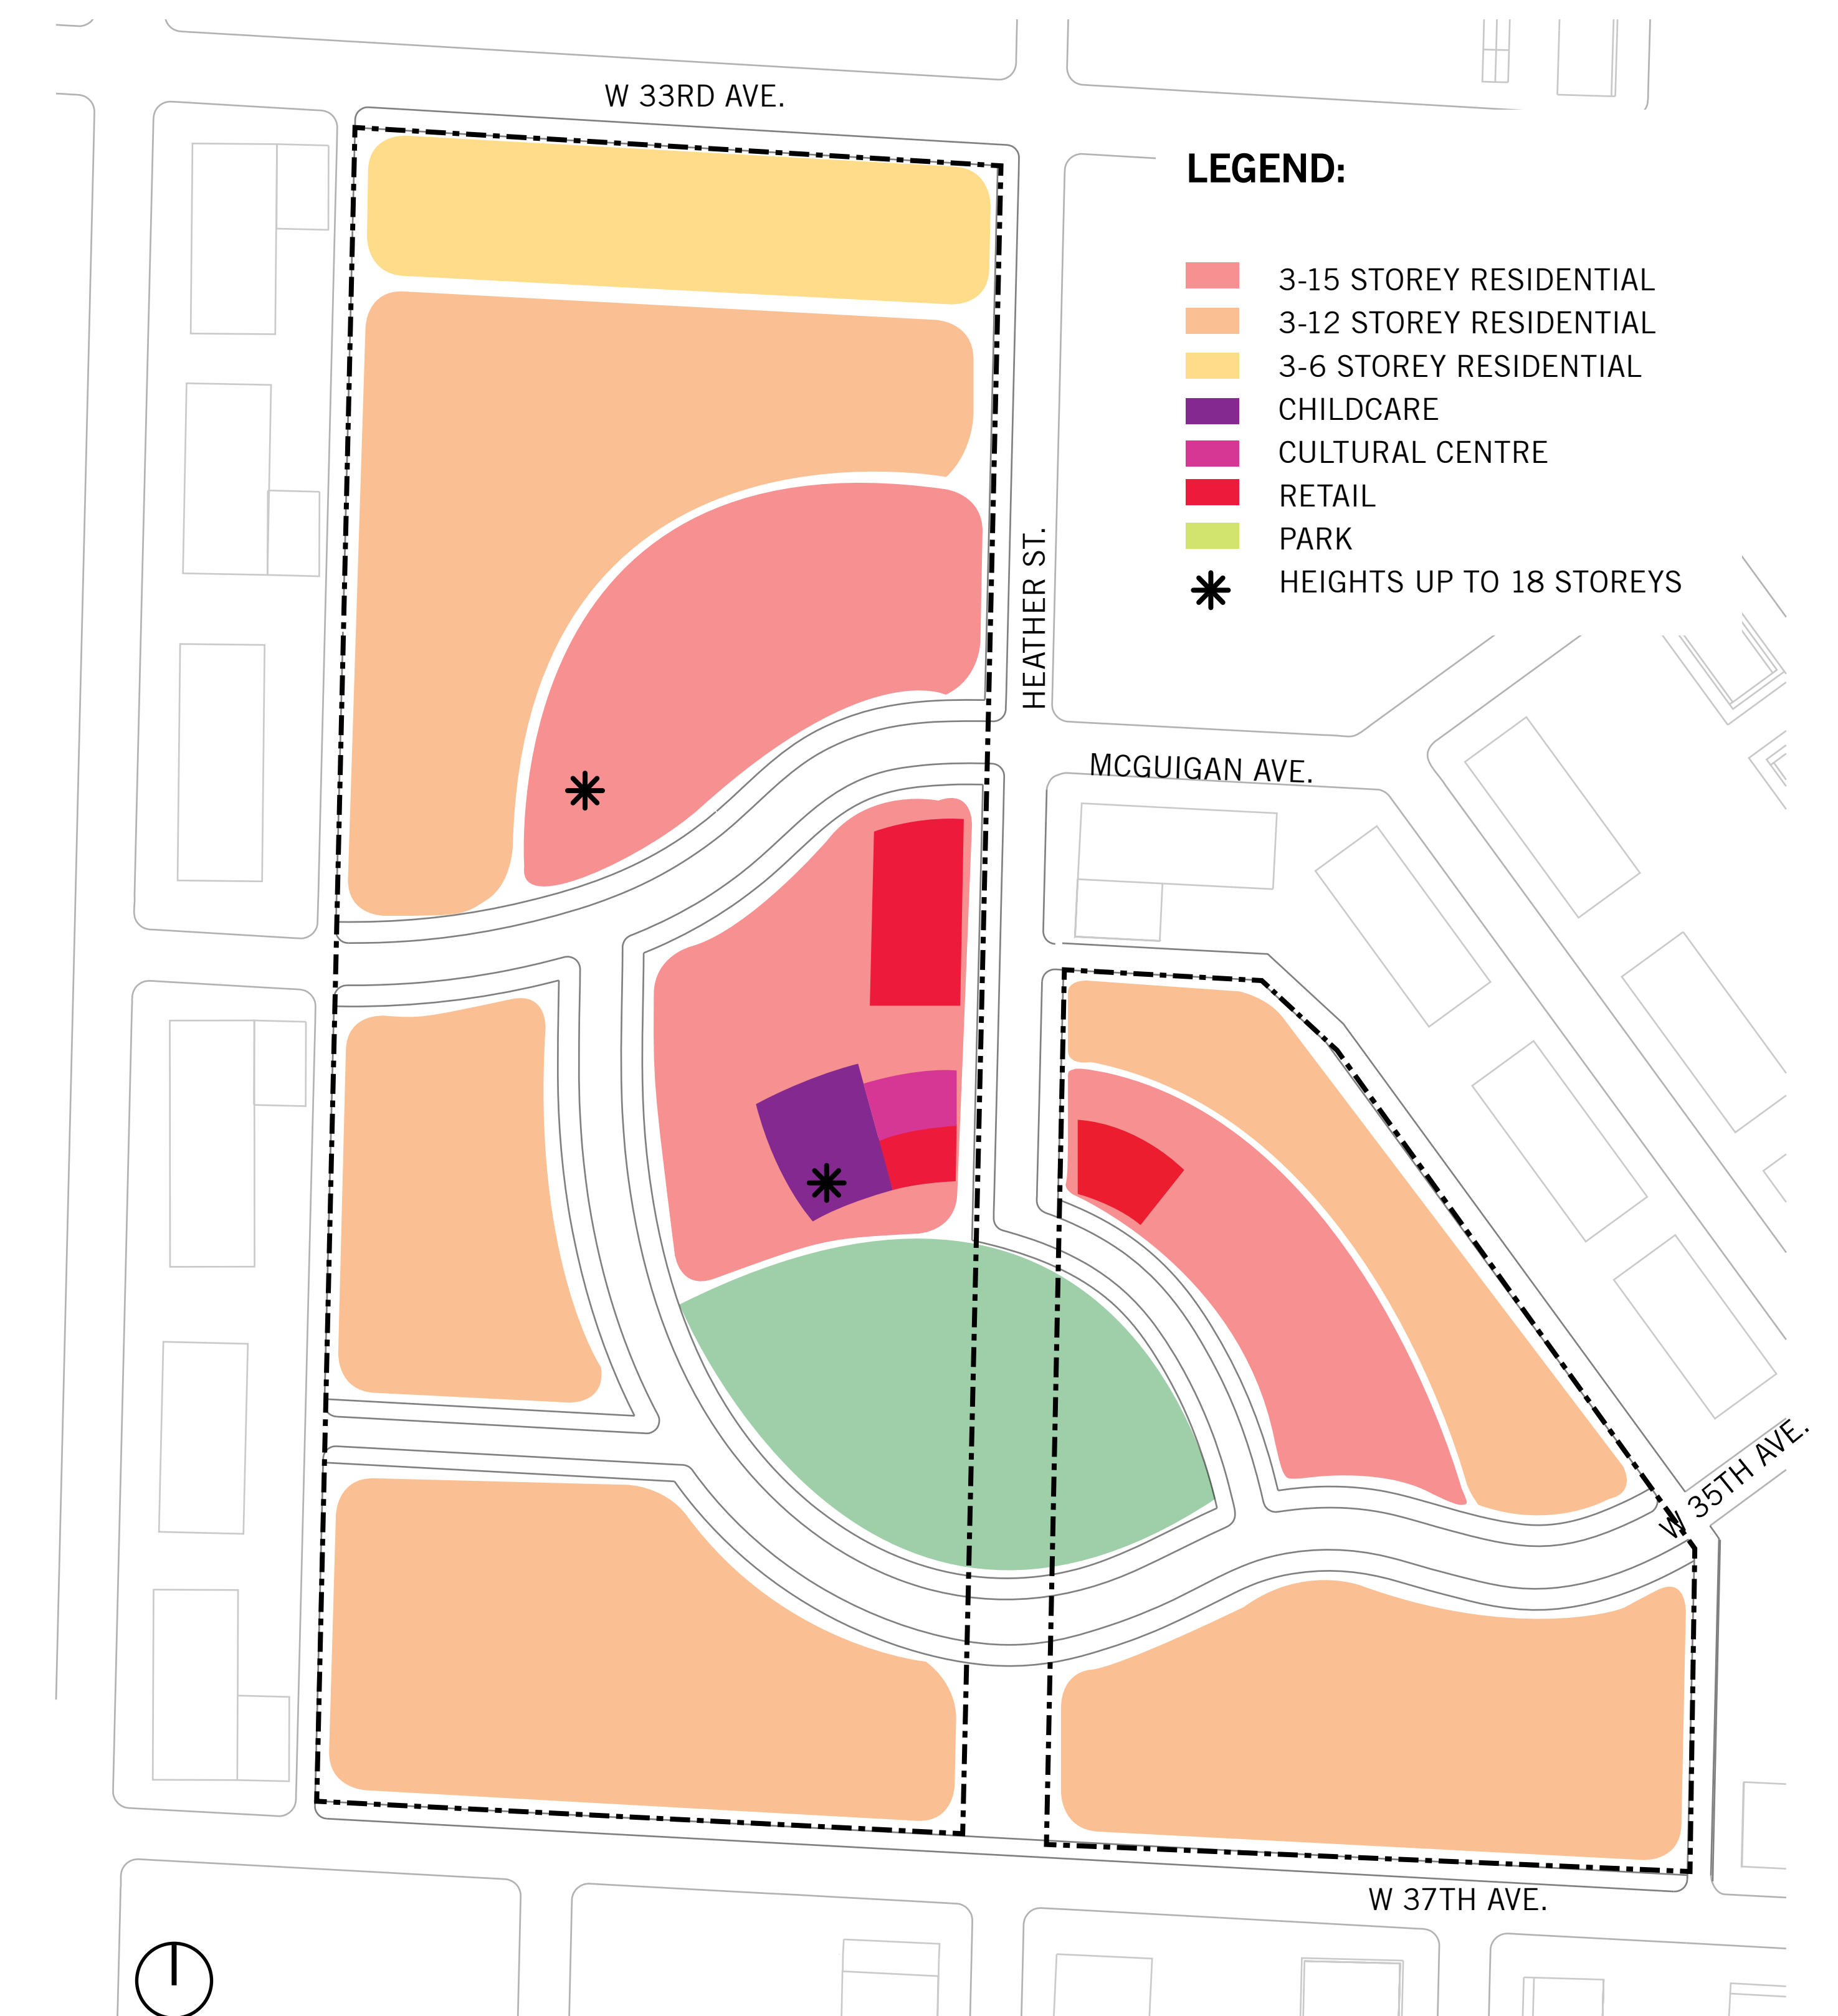 W 33RD AVE.
LEGEND:
3-15 STOREY RESIDENTIAL
3-12 STOREY RESIDENTIAL
3-6 STOREY RESIDENTIAL
CHILDCARE
CULTURAL CENTRE
RETAIL
PARK
HEIGHTS UP TO 18 STOREYS
HEATHER ST.
MCGUIGAN AVE.
W 35TH AVE.
W 37TH AVE.